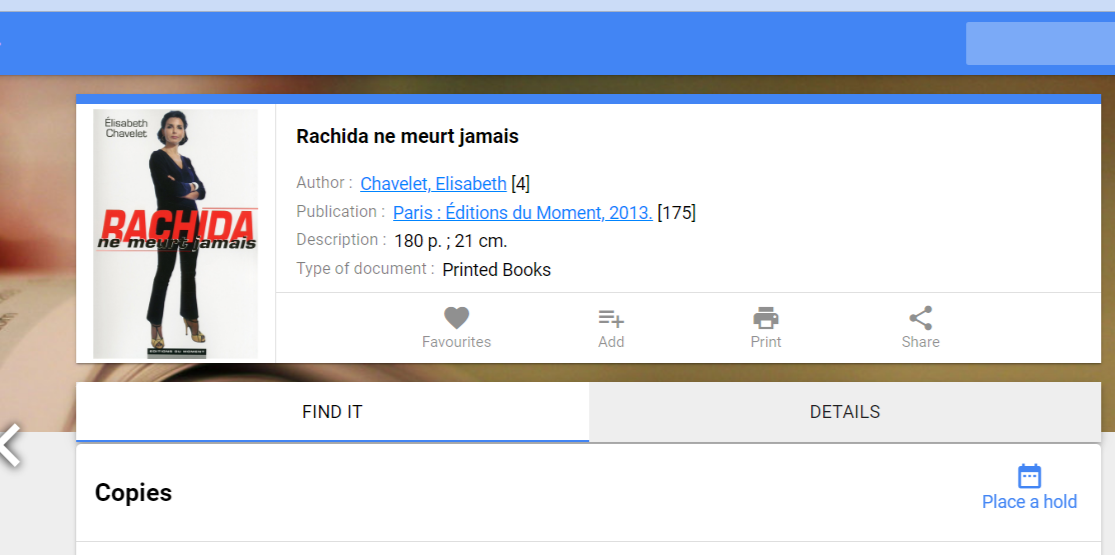 Élisabeth
Chavelet
RACHIDA
ne meurt jamais
ÉDITIONS DU MOMENT
Rachida ne meurt jamais
Author : Chavelet, Elisabeth [4]
Publication : Paris : Éditions du Moment, 2013. [175]
Description : 180 p. ; 21 cm.
Type of document : Printed Books
Favourites
Add
Print
Share
FIND IT
DETAILS
Copies
Place a hold